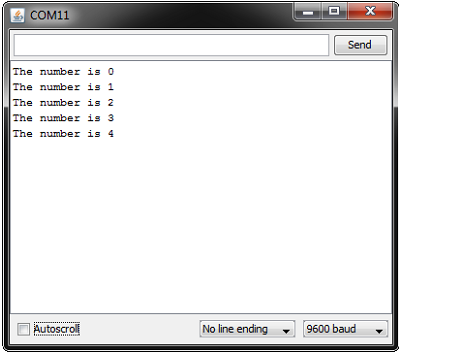 COM11
Send
The number is 0
The number is 1
The number is 2
The number is 3
The number is 4
Autoscroll
No line ending
9600 baud